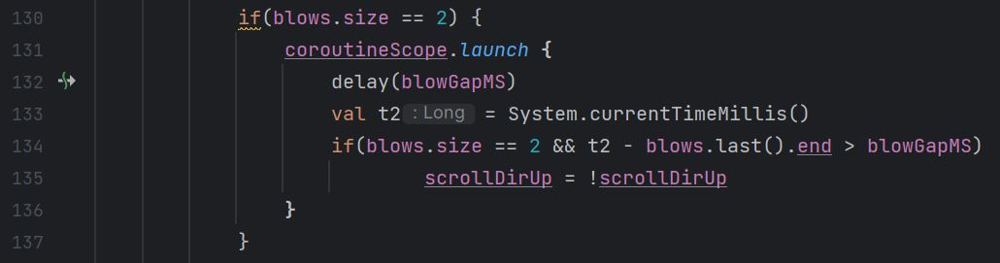 130 if(blows.size == 2) {
131 coroutineScope.launch {
132 delay(blowGapMS)
133 val t2 : Long = System.currentTimeMillis()
134 if(blows.size == 2 && t2 - blows.last().end > blowGapMS)
135 scrollDirUp = !scrollDirUp
136 }
137 }